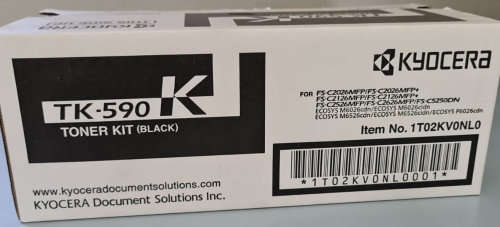 KYOCERA
TK-590 K
TONER KIT (BLACK)
FOR FS-C2026MFP/FS-C2026MFP+
FS-C2126MFP/FS-C2126MFP+
FS-C2526MFP/FS-C2626MFP/FS-C5250DN
ECOSYS M6026cdn/ECOSYS M6026cidn
ECOSYS M6526cdn/ECOSYS M6526cidn/ECOSYS P6026cdn
Item No. 1T02KV0NL0
*1T02KV0NL0001*
www.kyoceradocumentsolutions.com
KYOCERA Document Solutions Inc.